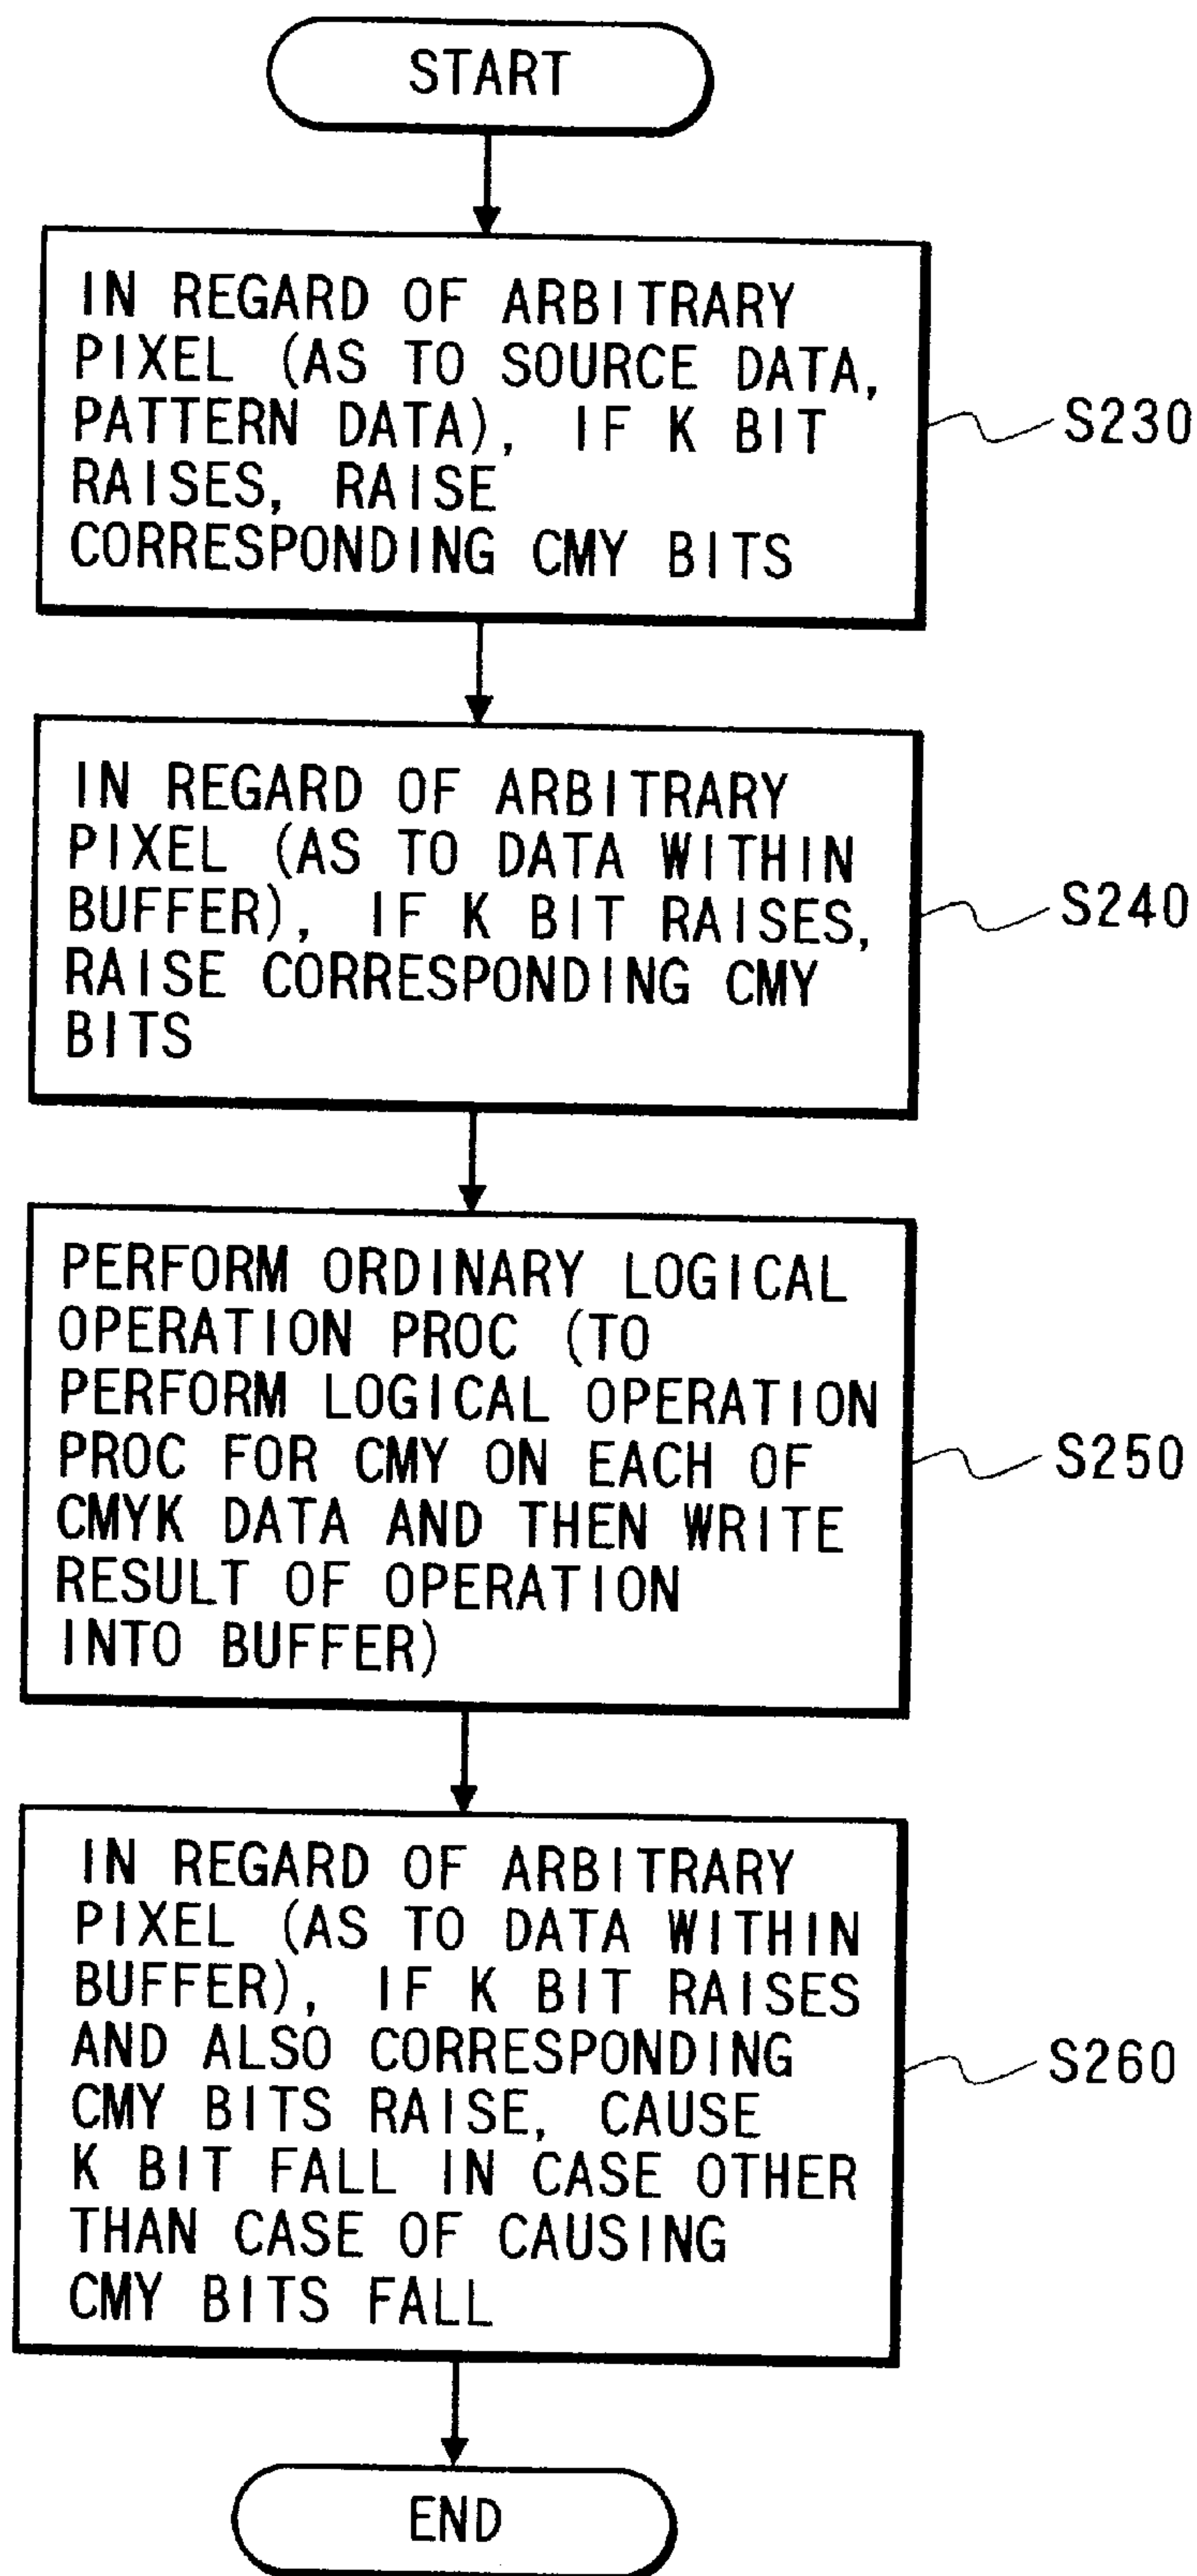 START
IN REGARD OF ARBITRARY
PIXEL (AS TO SOURCE DATA,
PATTERN DATA), IF K BIT
RAISES, RAISE
CORRESPONDING CMY BITS
S230
IN REGARD OF ARBITRARY
PIXEL (AS TO DATA WITHIN
BUFFER), IF K BIT RAISES,
RAISE CORRESPONDING CMY
BITS
S240
PERFORM ORDINARY LOGICAL
OPERATION PROC (TO
PERFORM LOGICAL OPERATION
PROC FOR CMY ON EACH OF
CMYK DATA AND THEN WRITE
RESULT OF OPERATION
INTO BUFFER)
S250
IN REGARD OF ARBITRARY
PIXEL (AS TO DATA WITHIN
BUFFER), IF K BIT RAISES
AND ALSO CORRESPONDING
CMY BITS RAISE, CAUSE
K BIT FALL IN CASE OTHER
THAN CASE OF CAUSING
CMY BITS FALL
S260
END